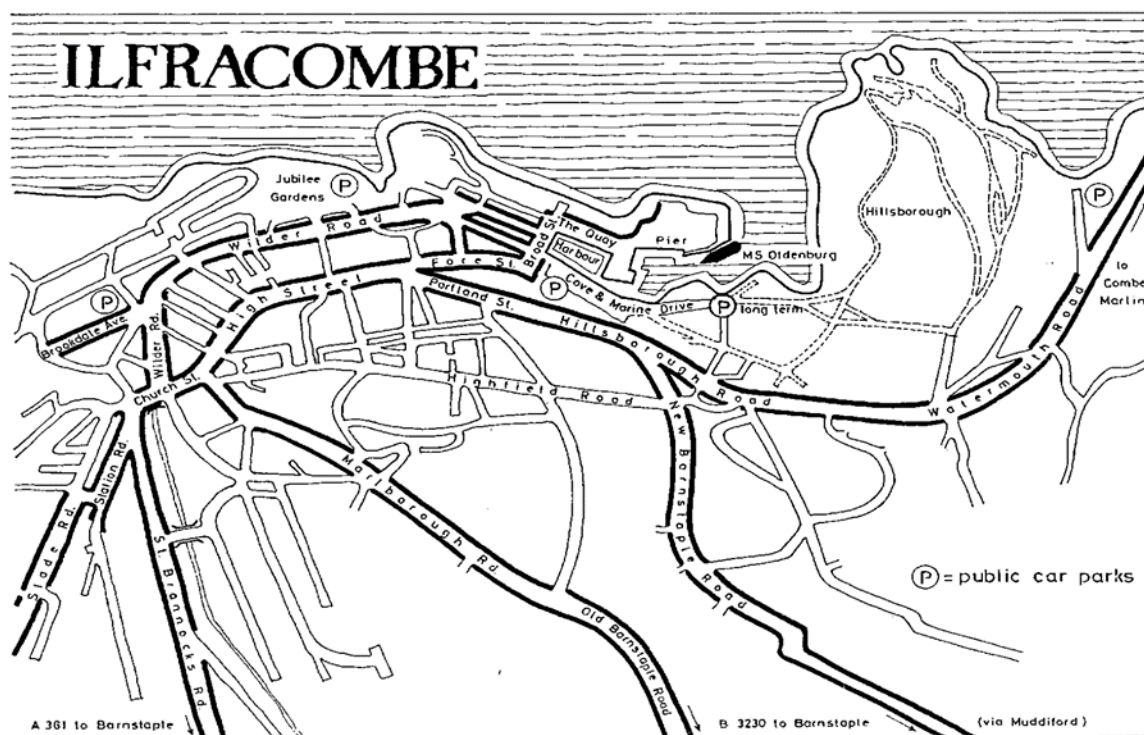 ILFRACOMBE
Jubilee
Gardens
P
Wilder Road
The Quay
Harbour
Broad St.
Pier
MS Oldenburg
Hillsborough
P
to
Combe
Martin
High Street
Fore St.
P
Portland St.
Cove & Marine Drive
P
long term
P
Brookdale Ave.
Wilder Rd.
Church St.
Hillsborough Road
Highfield Road
Watermouth Road
Station Rd.
Slade Rd.
St. Brannocks Rd.
Marlborough Rd.
New Barnstaple Road
Old Barnstaple Road
P = public car parks
A 361 to Barnstaple
B 3230 to Barnstaple
(via Muddiford)